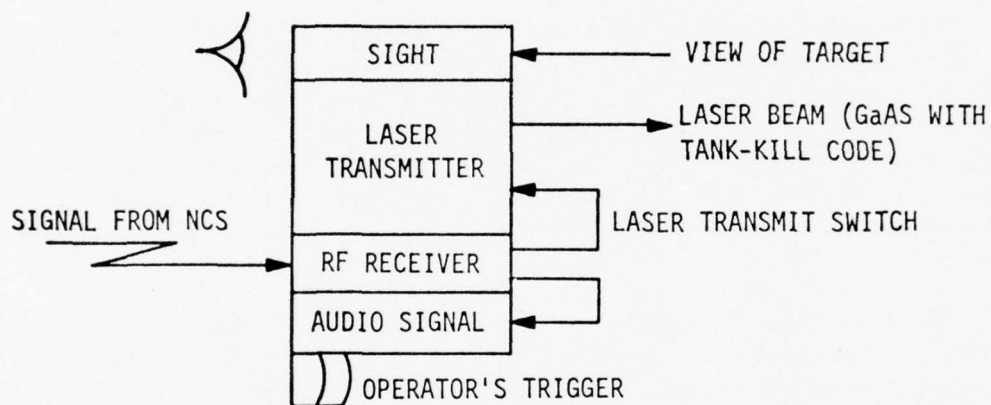 SIGHT
VIEW OF TARGET
LASER
TRANSMITTER
LASER BEAM (GaAS WITH
TANK-KILL CODE)
SIGNAL FROM NCS
LASER TRANSMIT SWITCH
RF RECEIVER
AUDIO SIGNAL
OPERATOR'S TRIGGER